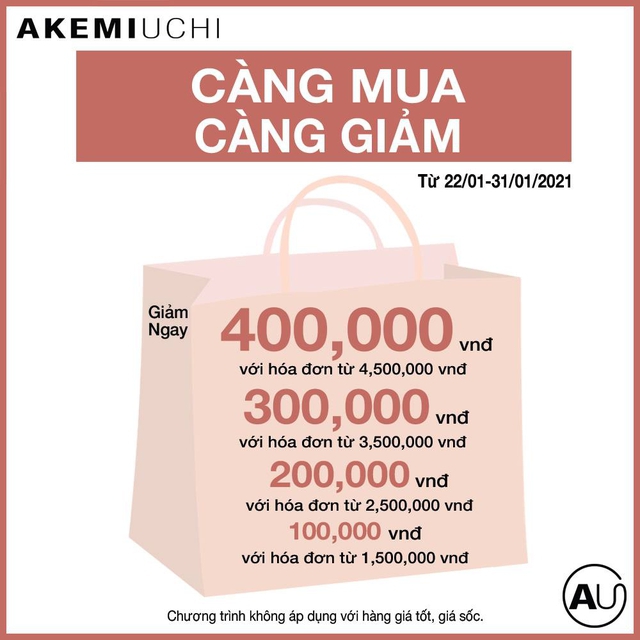 AKEMIUCHI
CÀNG MUA
CÀNG GIẢM
Từ 22/01-31/01/2021
Giảm
Ngay
400,000 vnđ
với hóa đơn từ 4,500,000 vnđ
300,000 vnđ
với hóa đơn từ 3,500,000 vnđ
200,000 vnđ
với hóa đơn từ 2,500,000 vnđ
100,000 vnđ
với hóa đơn từ 1,500,000 vnđ
AU
Chương trình không áp dụng với hàng giá tốt, giá sốc.